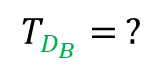 T_{D_B} = ?